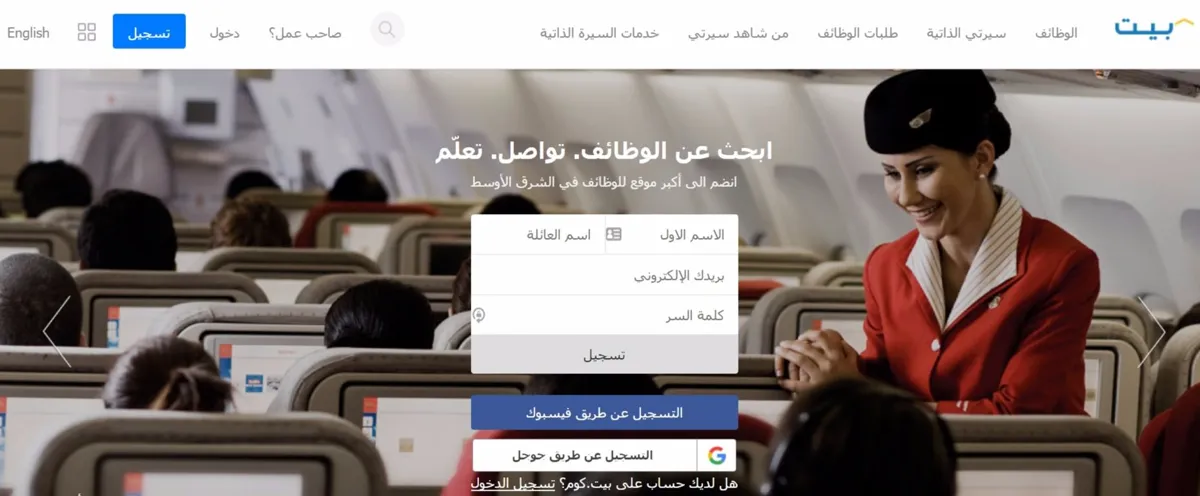 بيت
الوظائف
سيرتي الذاتية
طلبات الوظائف
من شاهد سيرتي
خدمات السيرة الذاتية
صاحب عمل؟
دخول
تسجيل
English
ابحث عن الوظائف. تواصل. تعلّم
انضم الى أكبر موقع للوظائف في الشرق الأوسط
الاسم الاول
اسم العائلة
بريدك الإلكتروني
كلمة السر
تسجيل
التسجيل عن طريق فيسبوك
التسجيل عن طريق جوجل
هل لديك حساب على بيت.كوم؟ تسجيل الدخول